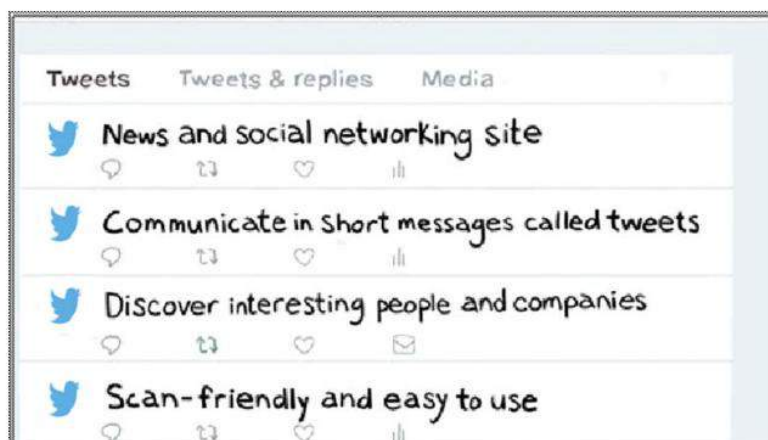 Tweets Tweets & replies Media
News and social networking site
Communicate in short messages called tweets
Discover interesting people and companies
Scan-friendly and easy to use